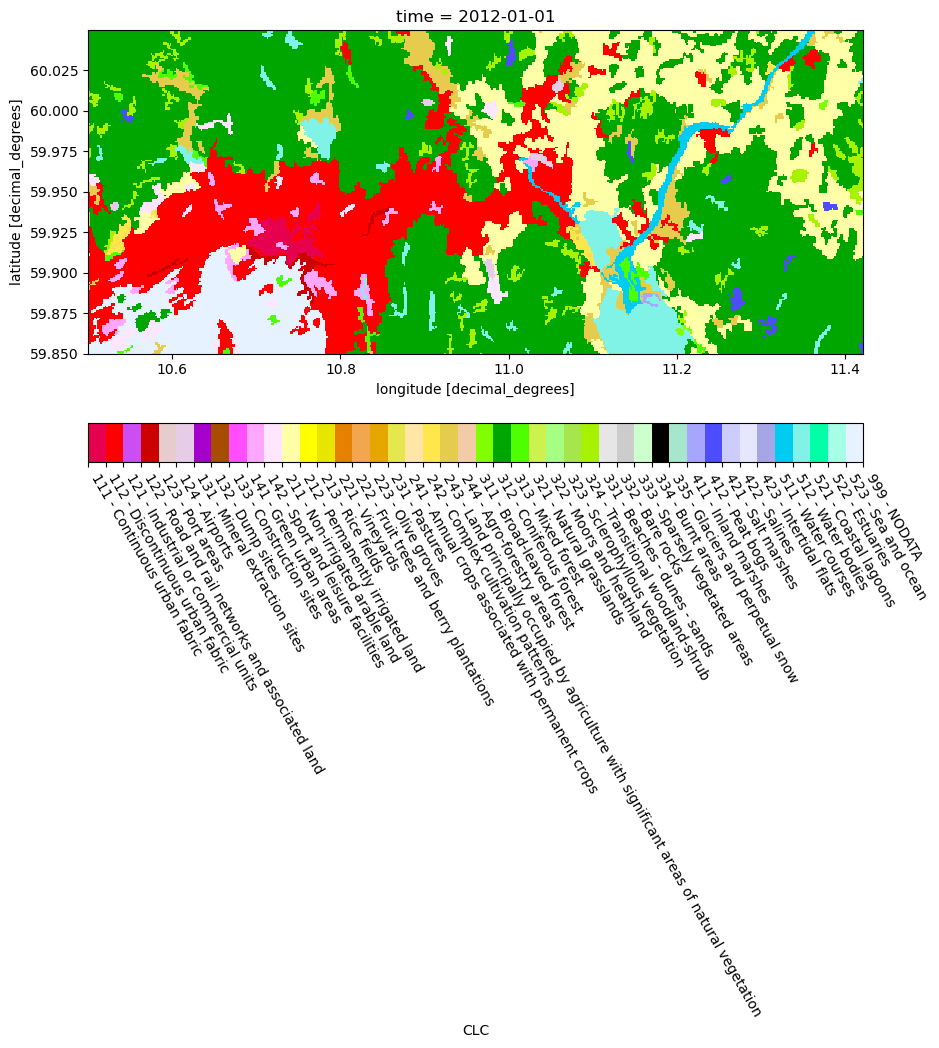 time = 2012-01-01
60.025
60.000
59.975
59.950
59.925
59.900
59.875
59.850
latitude [decimal_degrees]
10.6
10.8
11.0
11.2
11.4
longitude [decimal_degrees]
111 - Continuous urban fabric
112 - Discontinuous urban fabric
121 - Industrial or commercial units
122 - Road and rail networks and associated land
123 - Port areas
124 - Airports
131 - Mineral extraction sites
132 - Dump sites
133 - Construction sites
141 - Green urban areas
142 - Sport and leisure facilities
211 - Non-irrigated arable land
212 - Permanently irrigated land
213 - Rice fields
221 - Vineyards
222 - Fruit trees and berry plantations
223 - Olive groves
231 - Pastures
241 - Annual crops associated with permanent crops
242 - Complex cultivation patterns
243 - Land principally occupied by agriculture with significant areas of natural vegetation
244 - Agro-forestry areas
311 - Broad-leaved forest
312 - Coniferous forest
313 - Mixed forest
321 - Natural grasslands
322 - Moors and heathland
323 - Sclerophyllous vegetation
324 - Transitional woodland-shrub
331 - Beaches - dunes - sands
332 - Bare rocks
333 - Sparsely vegetated areas
334 - Burnt areas
335 - Glaciers and perpetual snow
411 - Inland marshes
412 - Peat bogs
421 - Salt marshes
422 - Salines
423 - Intertidal flats
511 - Water courses
512 - Water bodies
521 - Coastal lagoons
522 - Estuaries
523 - Sea and ocean
999 - NODATA
CLC